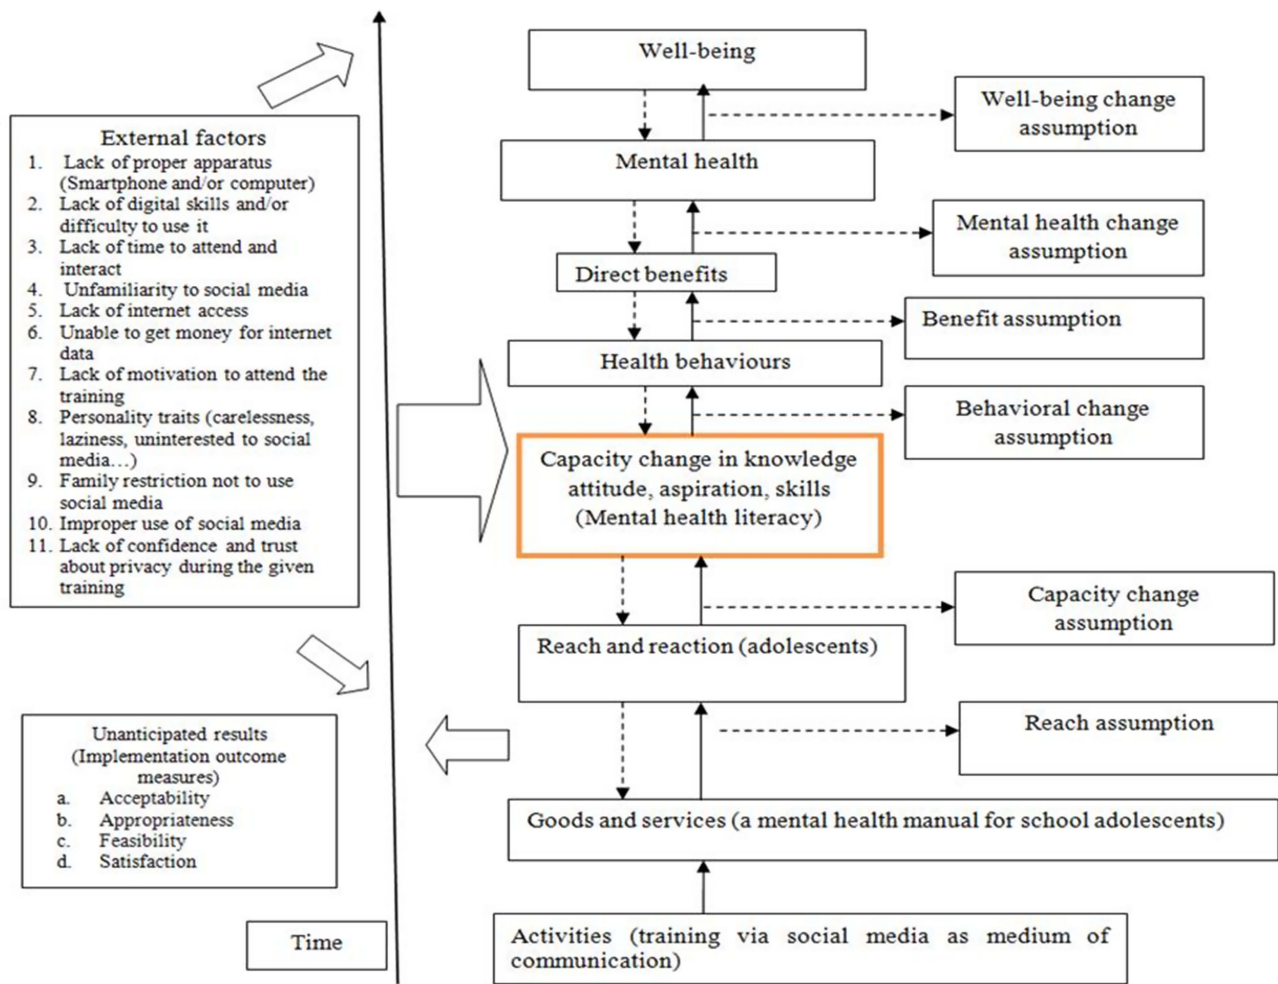 External factors
1. Lack of proper apparatus
(Smartphone and/or computer)
2. Lack of digital skills and/or
difficulty to use it
3. Lack of time to attend and
interact
4. Unfamiliarity to social media
5. Lack of internet access
6. Unable to get money for internet
data
7. Lack of motivation to attend the
training
8. Personality traits (carelessness,
laziness, uninterested to social
media…)
9. Family restriction not to use
social media
10. Improper use of social media
11. Lack of confidence and trust
about privacy during the given
training
Unanticipated results
(Implementation outcome
measures)
a. Acceptability
b. Appropriateness
c. Feasibility
d. Satisfaction
Time
Well-being
Well-being change
assumption
Mental health
Mental health change
assumption
Direct benefits
Benefit assumption
Health behaviours
Behavioral change
assumption
Capacity change in knowledge
attitude, aspiration, skills
(Mental health literacy)
Capacity change
assumption
Reach and reaction (adolescents)
Reach assumption
Goods and services (a mental health manual for school adolescents)
Activities (training via social media as medium of
communication)